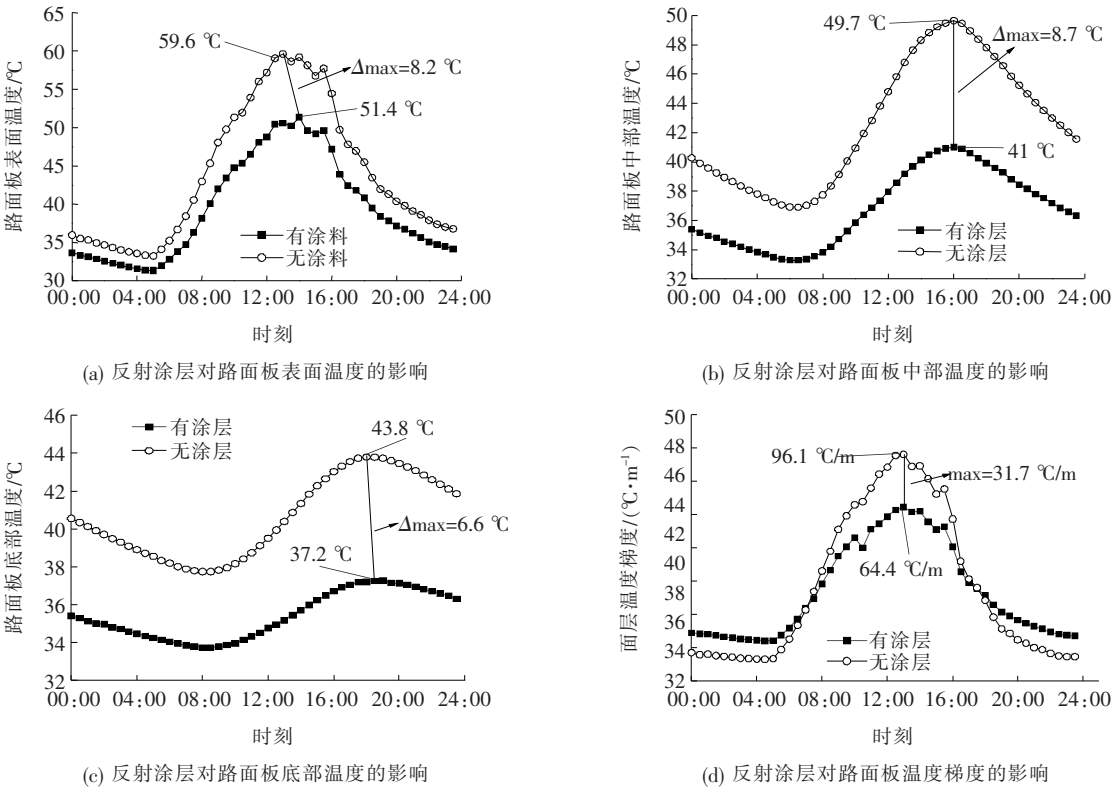 路面板表面温度/℃
65
60
55
50
45
40
35
30
59.6 ℃
Δmax=8.2 ℃
51.4 ℃
有涂料
无涂料
00:00 04:00 08:00 12:00 16:00 20:00 24:00
时刻
(a) 反射涂层对路面板表面温度的影响
路面板中部温度/℃
50
48
46
44
42
40
38
36
34
32
49.7 ℃
Δmax=8.7 ℃
41 ℃
有涂层
无涂层
00:00 04:00 08:00 12:00 16:00 20:00 24:00
时刻
(b) 反射涂层对路面板中部温度的影响
路面板底部温度/℃
46
44
42
40
38
36
34
32
有涂层
无涂层
43.8 ℃
Δmax=6.6 ℃
37.2 ℃
00:00 04:00 08:00 12:00 16:00 20:00 24:00
时刻
(c) 反射涂层对路面板底部温度的影响
面层温度梯度/(℃·m⁻¹)
50
48
46
44
42
40
38
36
34
32
96.1 ℃/m
max=31.7 ℃/m
64.4 ℃/m
有涂层
无涂层
00:00 04:00 08:00 12:00 16:00 20:00 24:00
时刻
(d) 反射涂层对路面板温度梯度的影响